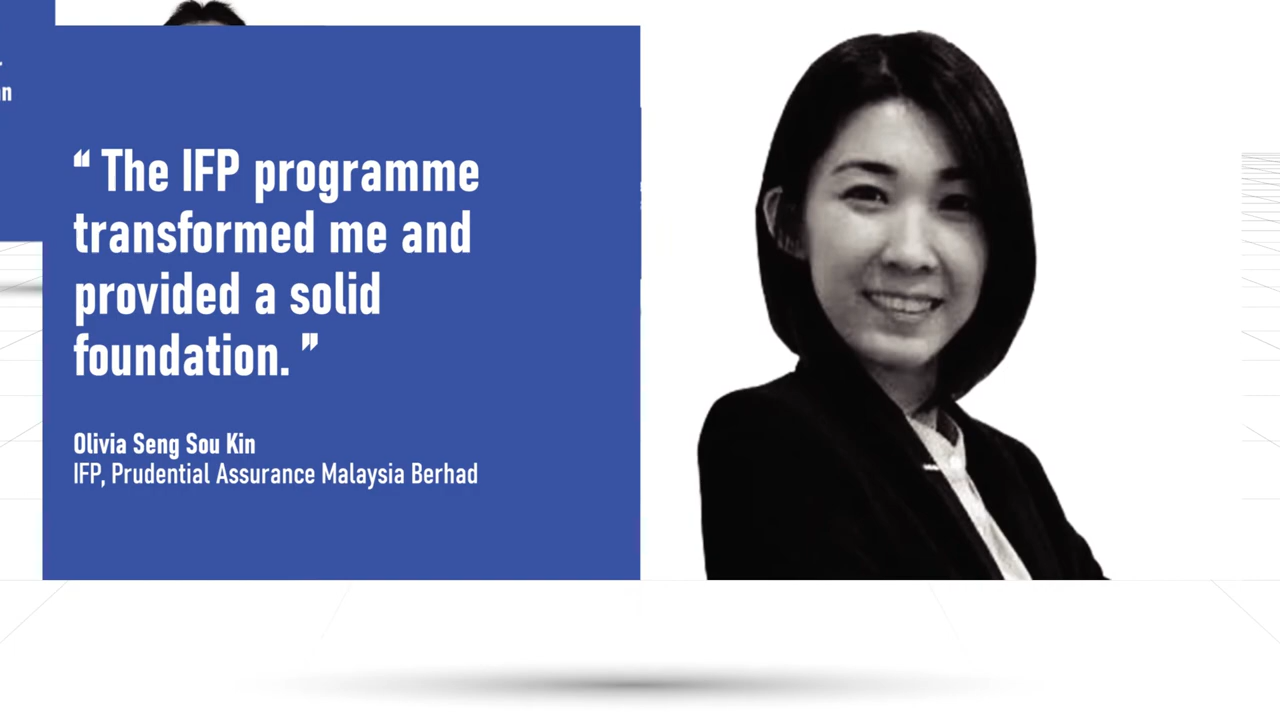 “ The IFP programme
transformed me and
provided a solid
foundation. ”
Olivia Seng Sou Kin
IFP, Prudential Assurance Malaysia Berhad